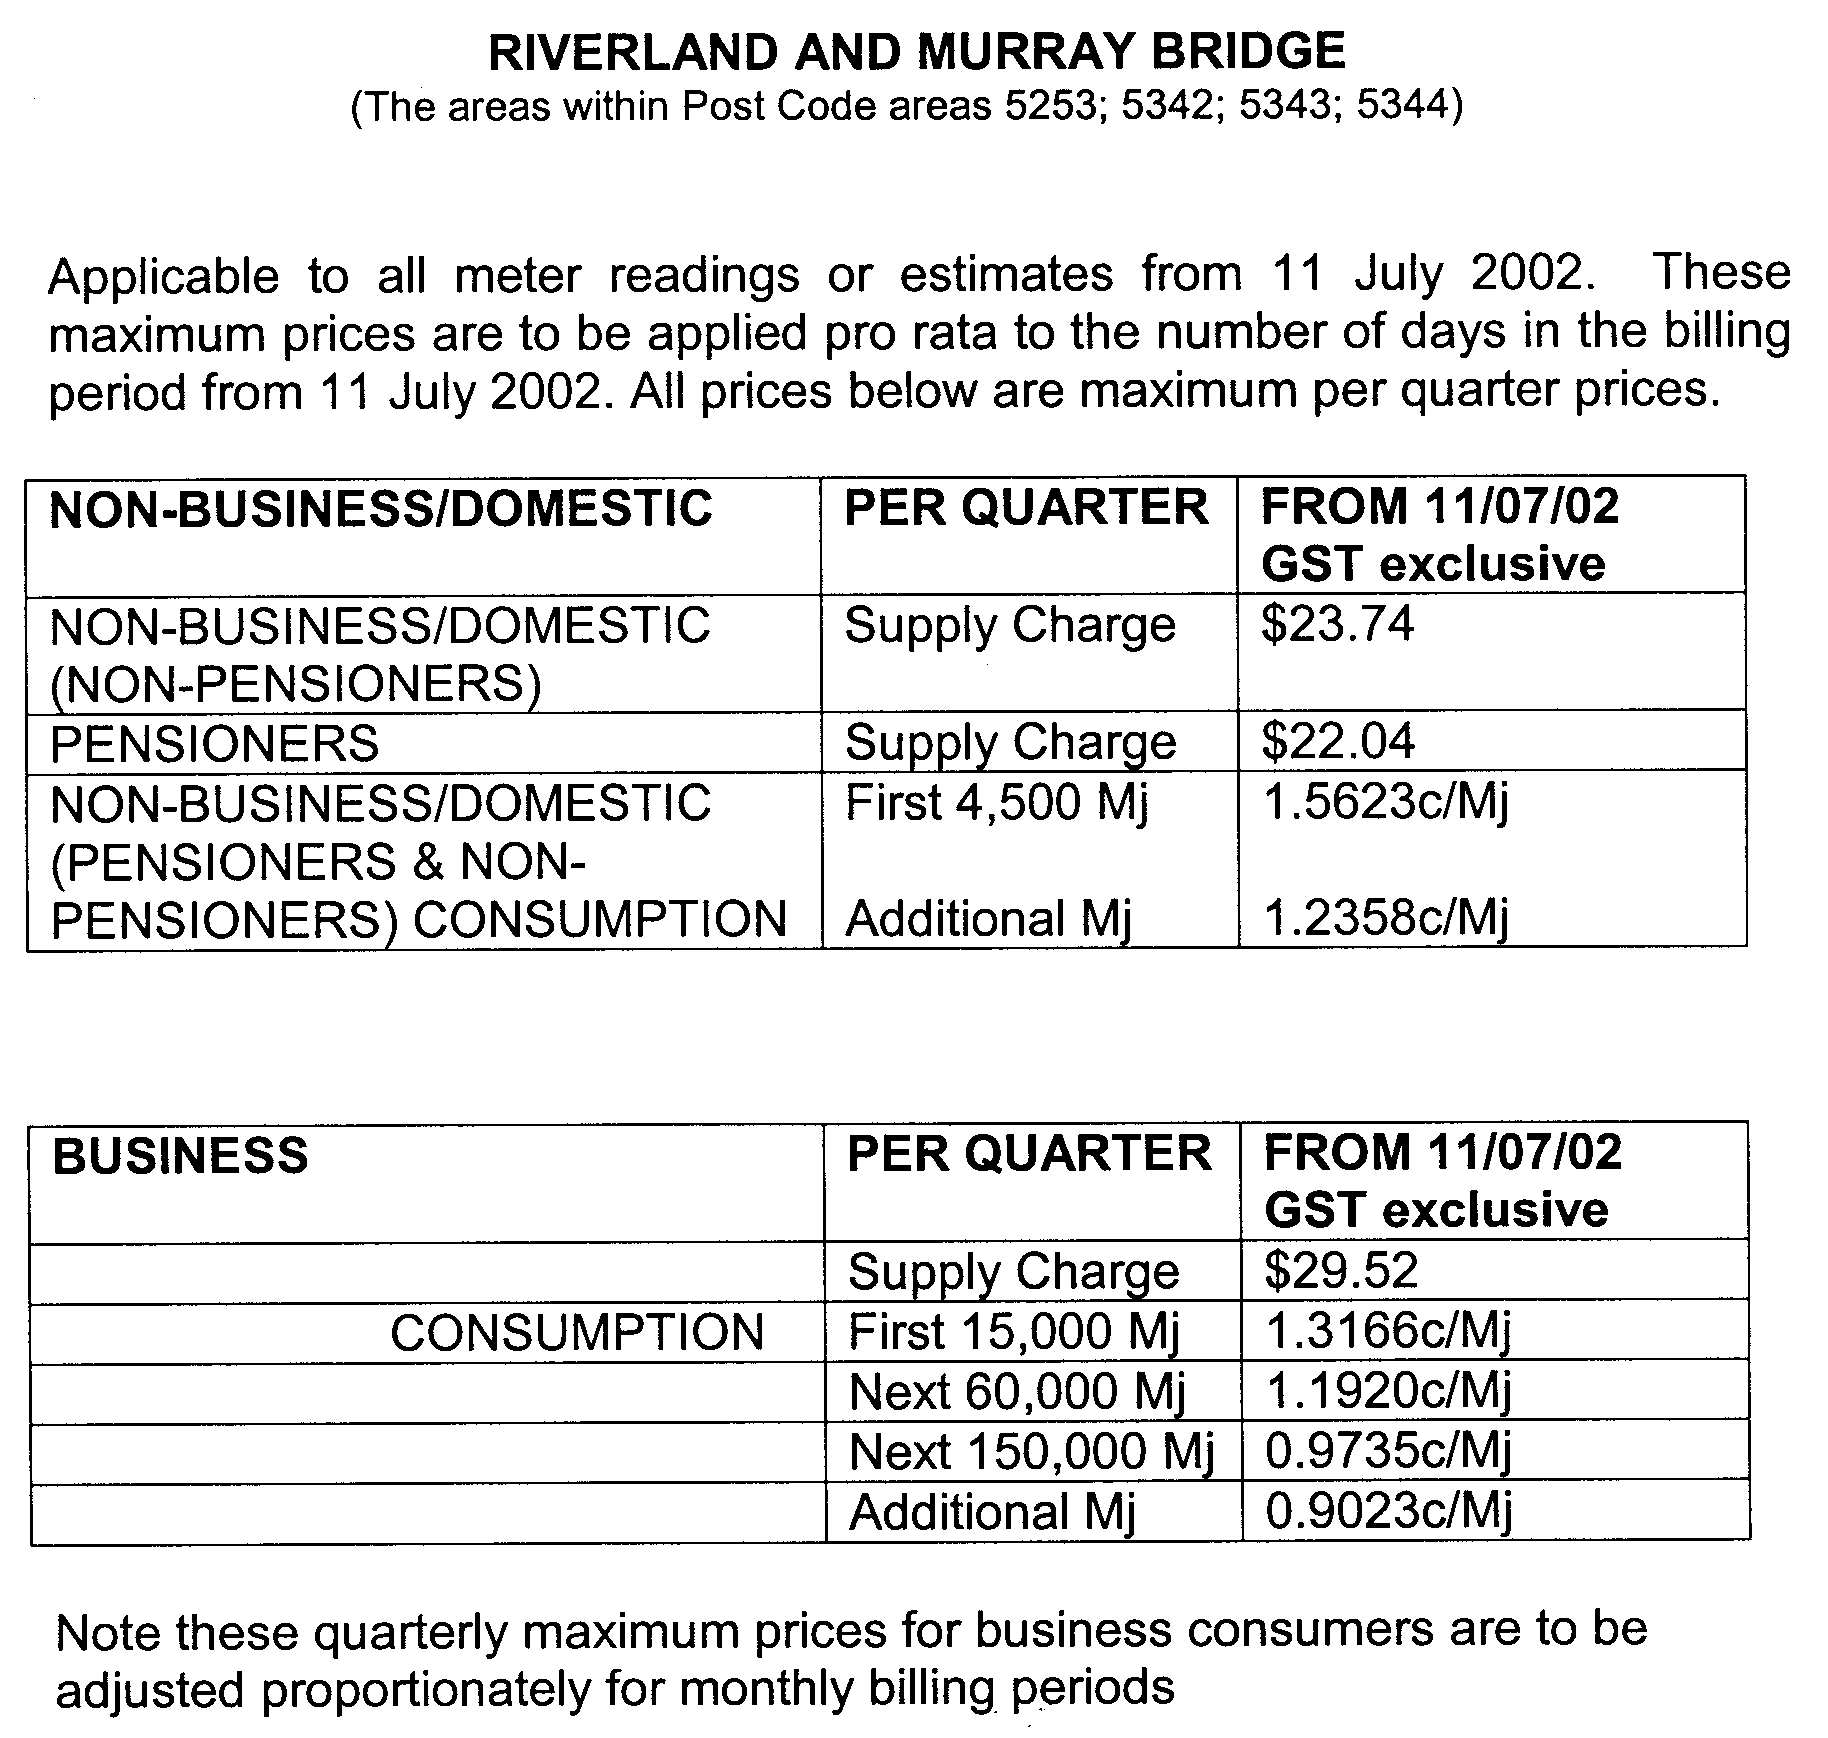 RIVERLAND AND MURRAY BRIDGE
(The areas within Post Code areas 5253; 5342; 5343; 5344)
Applicable to all meter readings or estimates from 11 July 2002. These
maximum prices are to be applied pro rata to the number of days in the billing
period from 11 July 2002. All prices below are maximum per quarter prices.
NON-BUSINESS/DOMESTIC PER QUARTER FROM 11/07/02
GST exclusive
NON-BUSINESS/DOMESTIC Supply Charge $23.74
(NON-PENSIONERS)
PENSIONERS Supply Charge $22.04
NON-BUSINESS/DOMESTIC First 4,500 Mj 1.5623c/Mj
(PENSIONERS & NON-
PENSIONERS) CONSUMPTION Additional Mj 1.2358c/Mj
BUSINESS PER QUARTER FROM 11/07/02
GST exclusive
Supply Charge $29.52
CONSUMPTION First 15,000 Mj 1.3166c/Mj
Next 60,000 Mj 1.1920c/Mj
Next 150,000 Mj 0.9735c/Mj
Additional Mj 0.9023c/Mj
Note these quarterly maximum prices for business consumers are to be
adjusted proportionately for monthly billing periods